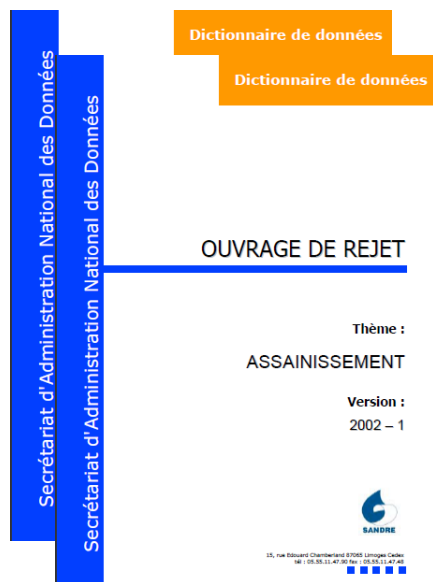 Dictionnaire de données
Dictionnaire de données
Secrétariat d'Administration National des Données
Secrétariat d'Administration National des Données
OUVRAGE DE REJET
Thème :
ASSAINISSEMENT
Version :
2002 – 1
SANDRE
15, rue Edouard Chamberland 87065 Limoges Cedex
tél : 05.55.11.47.90 fax : 05.55.11.47.48